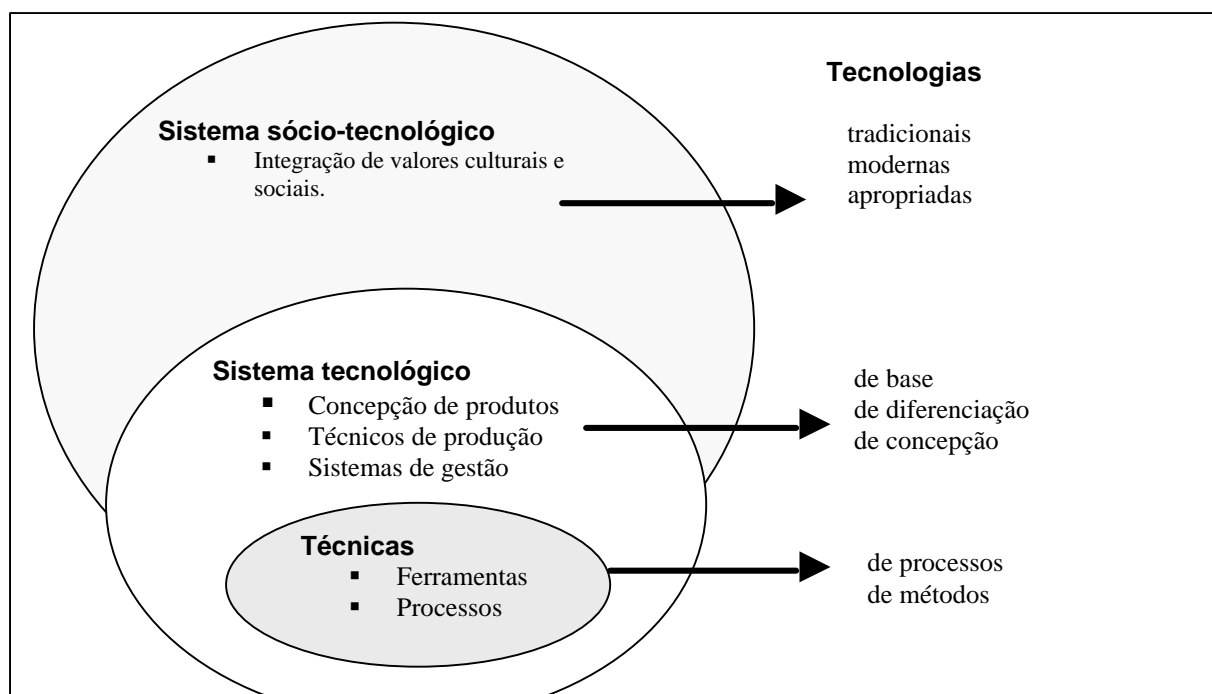 Tecnologias
Sistema sócio-tecnológico
▪ Integração de valores culturais e
sociais.
tradicionais
modernas
apropriadas
Sistema tecnológico
▪ Concepção de produtos
▪ Técnicos de produção
▪ Sistemas de gestão
de base
de diferenciação
de concepção
Técnicas
▪ Ferramentas
▪ Processos
de processos
de métodos